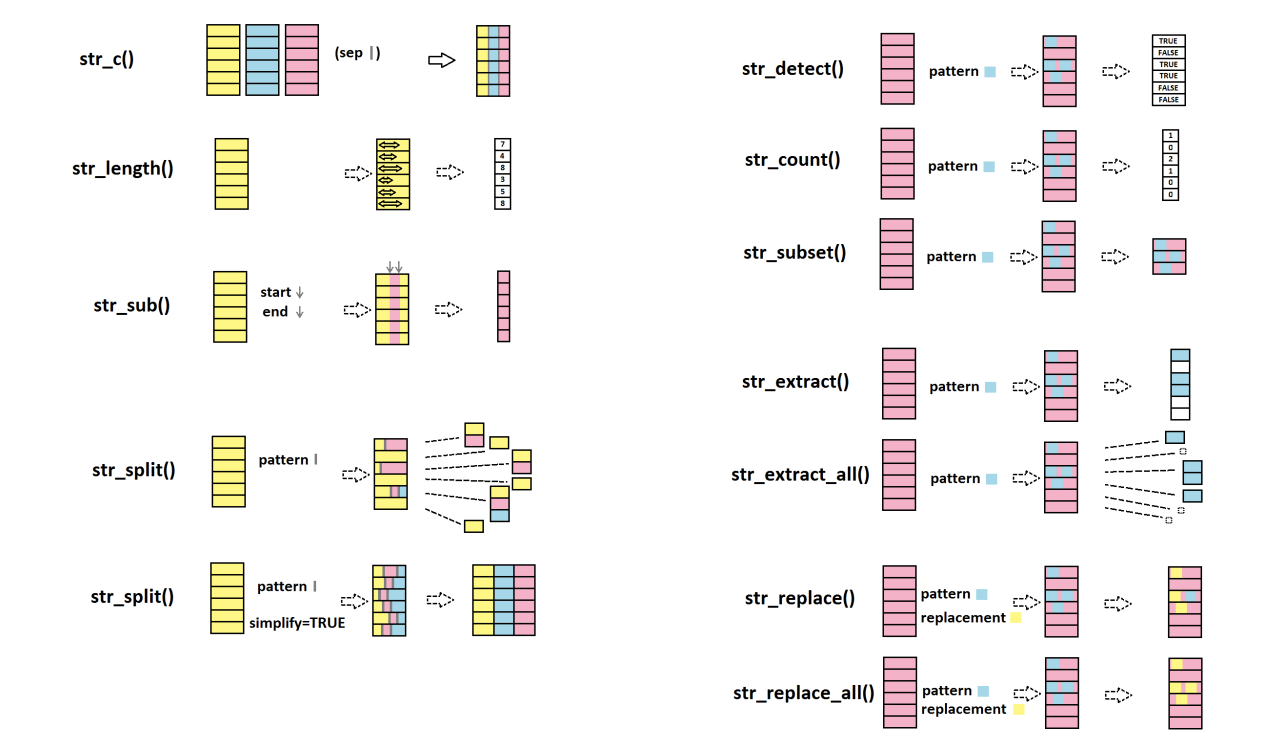 str_c()
(sep |)
str_length()
7
4
8
3
5
8
str_sub()
start ↓
end ↓
str_split()
pattern |
str_split()
pattern |
simplify=TRUE
str_detect()
pattern
TRUE
FALSE
TRUE
TRUE
FALSE
FALSE
str_count()
pattern
1
0
2
1
0
0
str_subset()
pattern
str_extract()
pattern
str_extract_all()
pattern
str_replace()
pattern
replacement
str_replace_all()
pattern
replacement